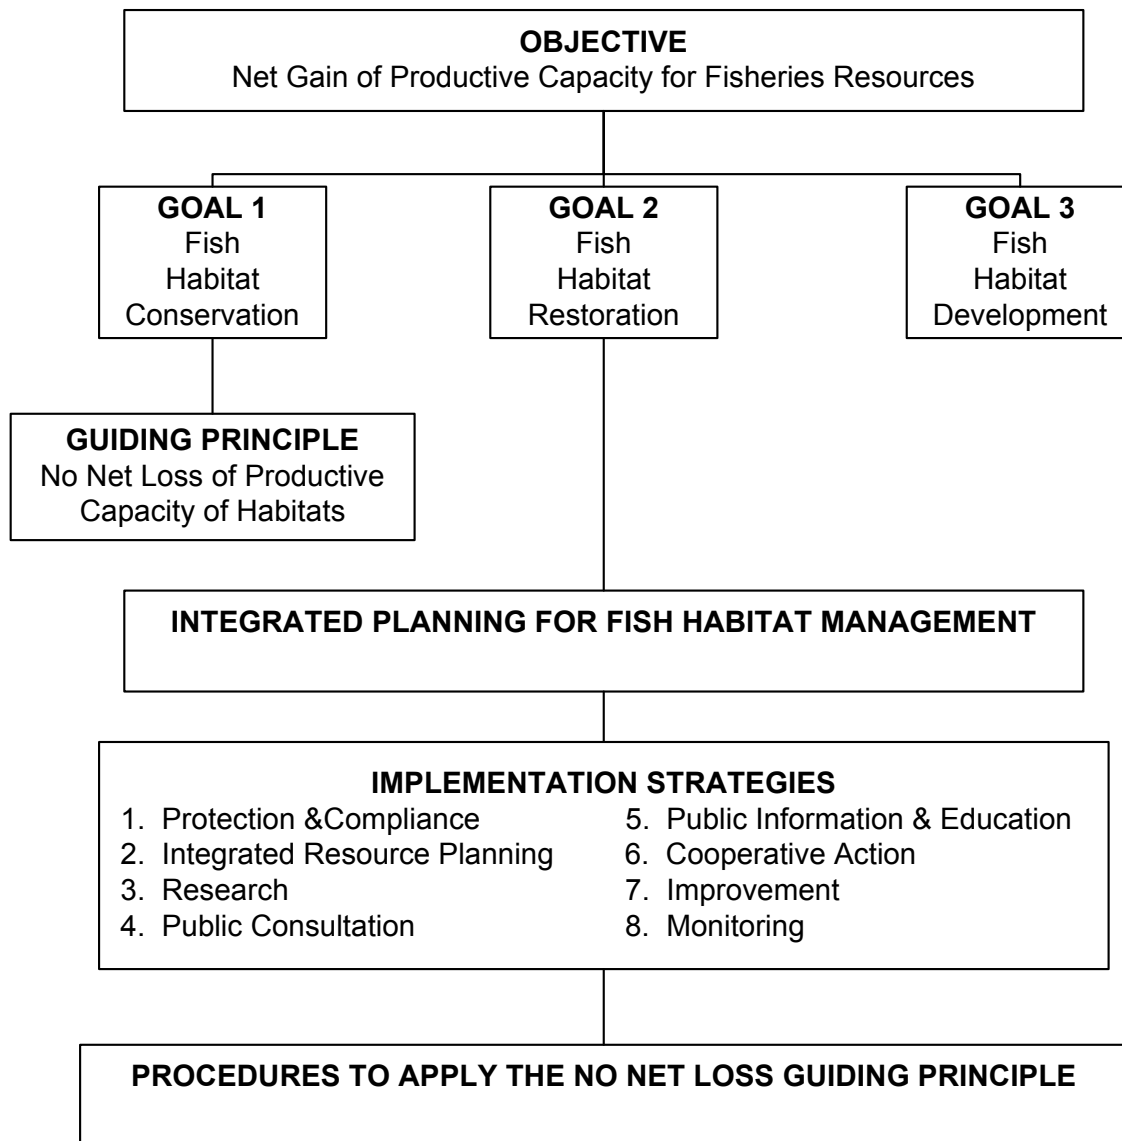 OBJECTIVE
Net Gain of Productive Capacity for Fisheries Resources
GOAL 1
Fish
Habitat
Conservation
GOAL 2
Fish
Habitat
Restoration
GOAL 3
Fish
Habitat
Development
GUIDING PRINCIPLE
No Net Loss of Productive
Capacity of Habitats
INTEGRATED PLANNING FOR FISH HABITAT MANAGEMENT
IMPLEMENTATION STRATEGIES
1. Protection &Compliance
2. Integrated Resource Planning
3. Research
4. Public Consultation
5. Public Information & Education
6. Cooperative Action
7. Improvement
8. Monitoring
PROCEDURES TO APPLY THE NO NET LOSS GUIDING PRINCIPLE